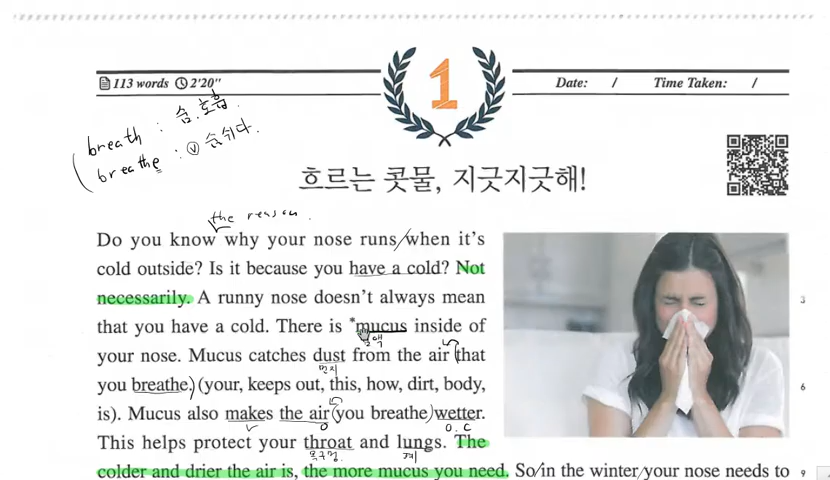 113 words 2'20"
1
Date: / Time Taken: /
breath : 숨. 호흡.
breathe : ⓥ 숨쉬다.
흐르는 콧물, 지긋지긋해!
the reason.
Do you know why your nose runs/when it's
cold outside? Is it because you have a cold? Not
necessarily. A runny nose doesn't always mean
that you have a cold. There is *mucus inside of
점액
your nose. Mucus catches dust from the air (that
먼지
you breathe.) (your, keeps out, this, how, dirt, body,
is). Mucus also makes the air (you breathe) wetter.
v O O.C
This helps protect your throat and lungs. The
목구멍. 폐
colder and drier the air is, the more mucus you need. So/in the winter/your nose needs to
3
6
9